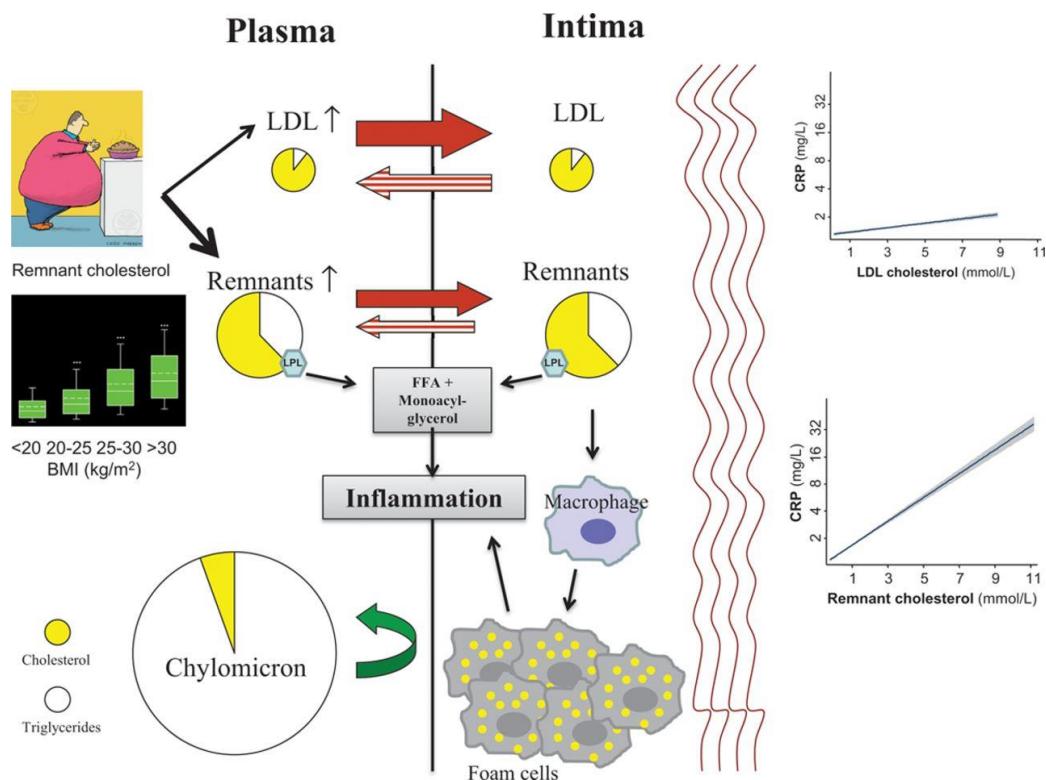 Plasma
Intima
LDL ↑
LDL
Remnant cholesterol
Remnants ↑
Remnants
LPL
LPL
FFA +
Monoacyl-
glycerol
*** *** ***
<20 20-25 25-30 >30
BMI (kg/m²)
Inflammation
Macrophage
Chylomicron
Cholesterol
Triglycerides
Foam cells
CRP (mg/L)
32
16
8
4
2
1 3 5 7 9 11
LDL cholesterol (mmol/L)
CRP (mg/L)
32
16
8
4
2
1 3 5 7 9 11
Remnant cholesterol (mmol/L)